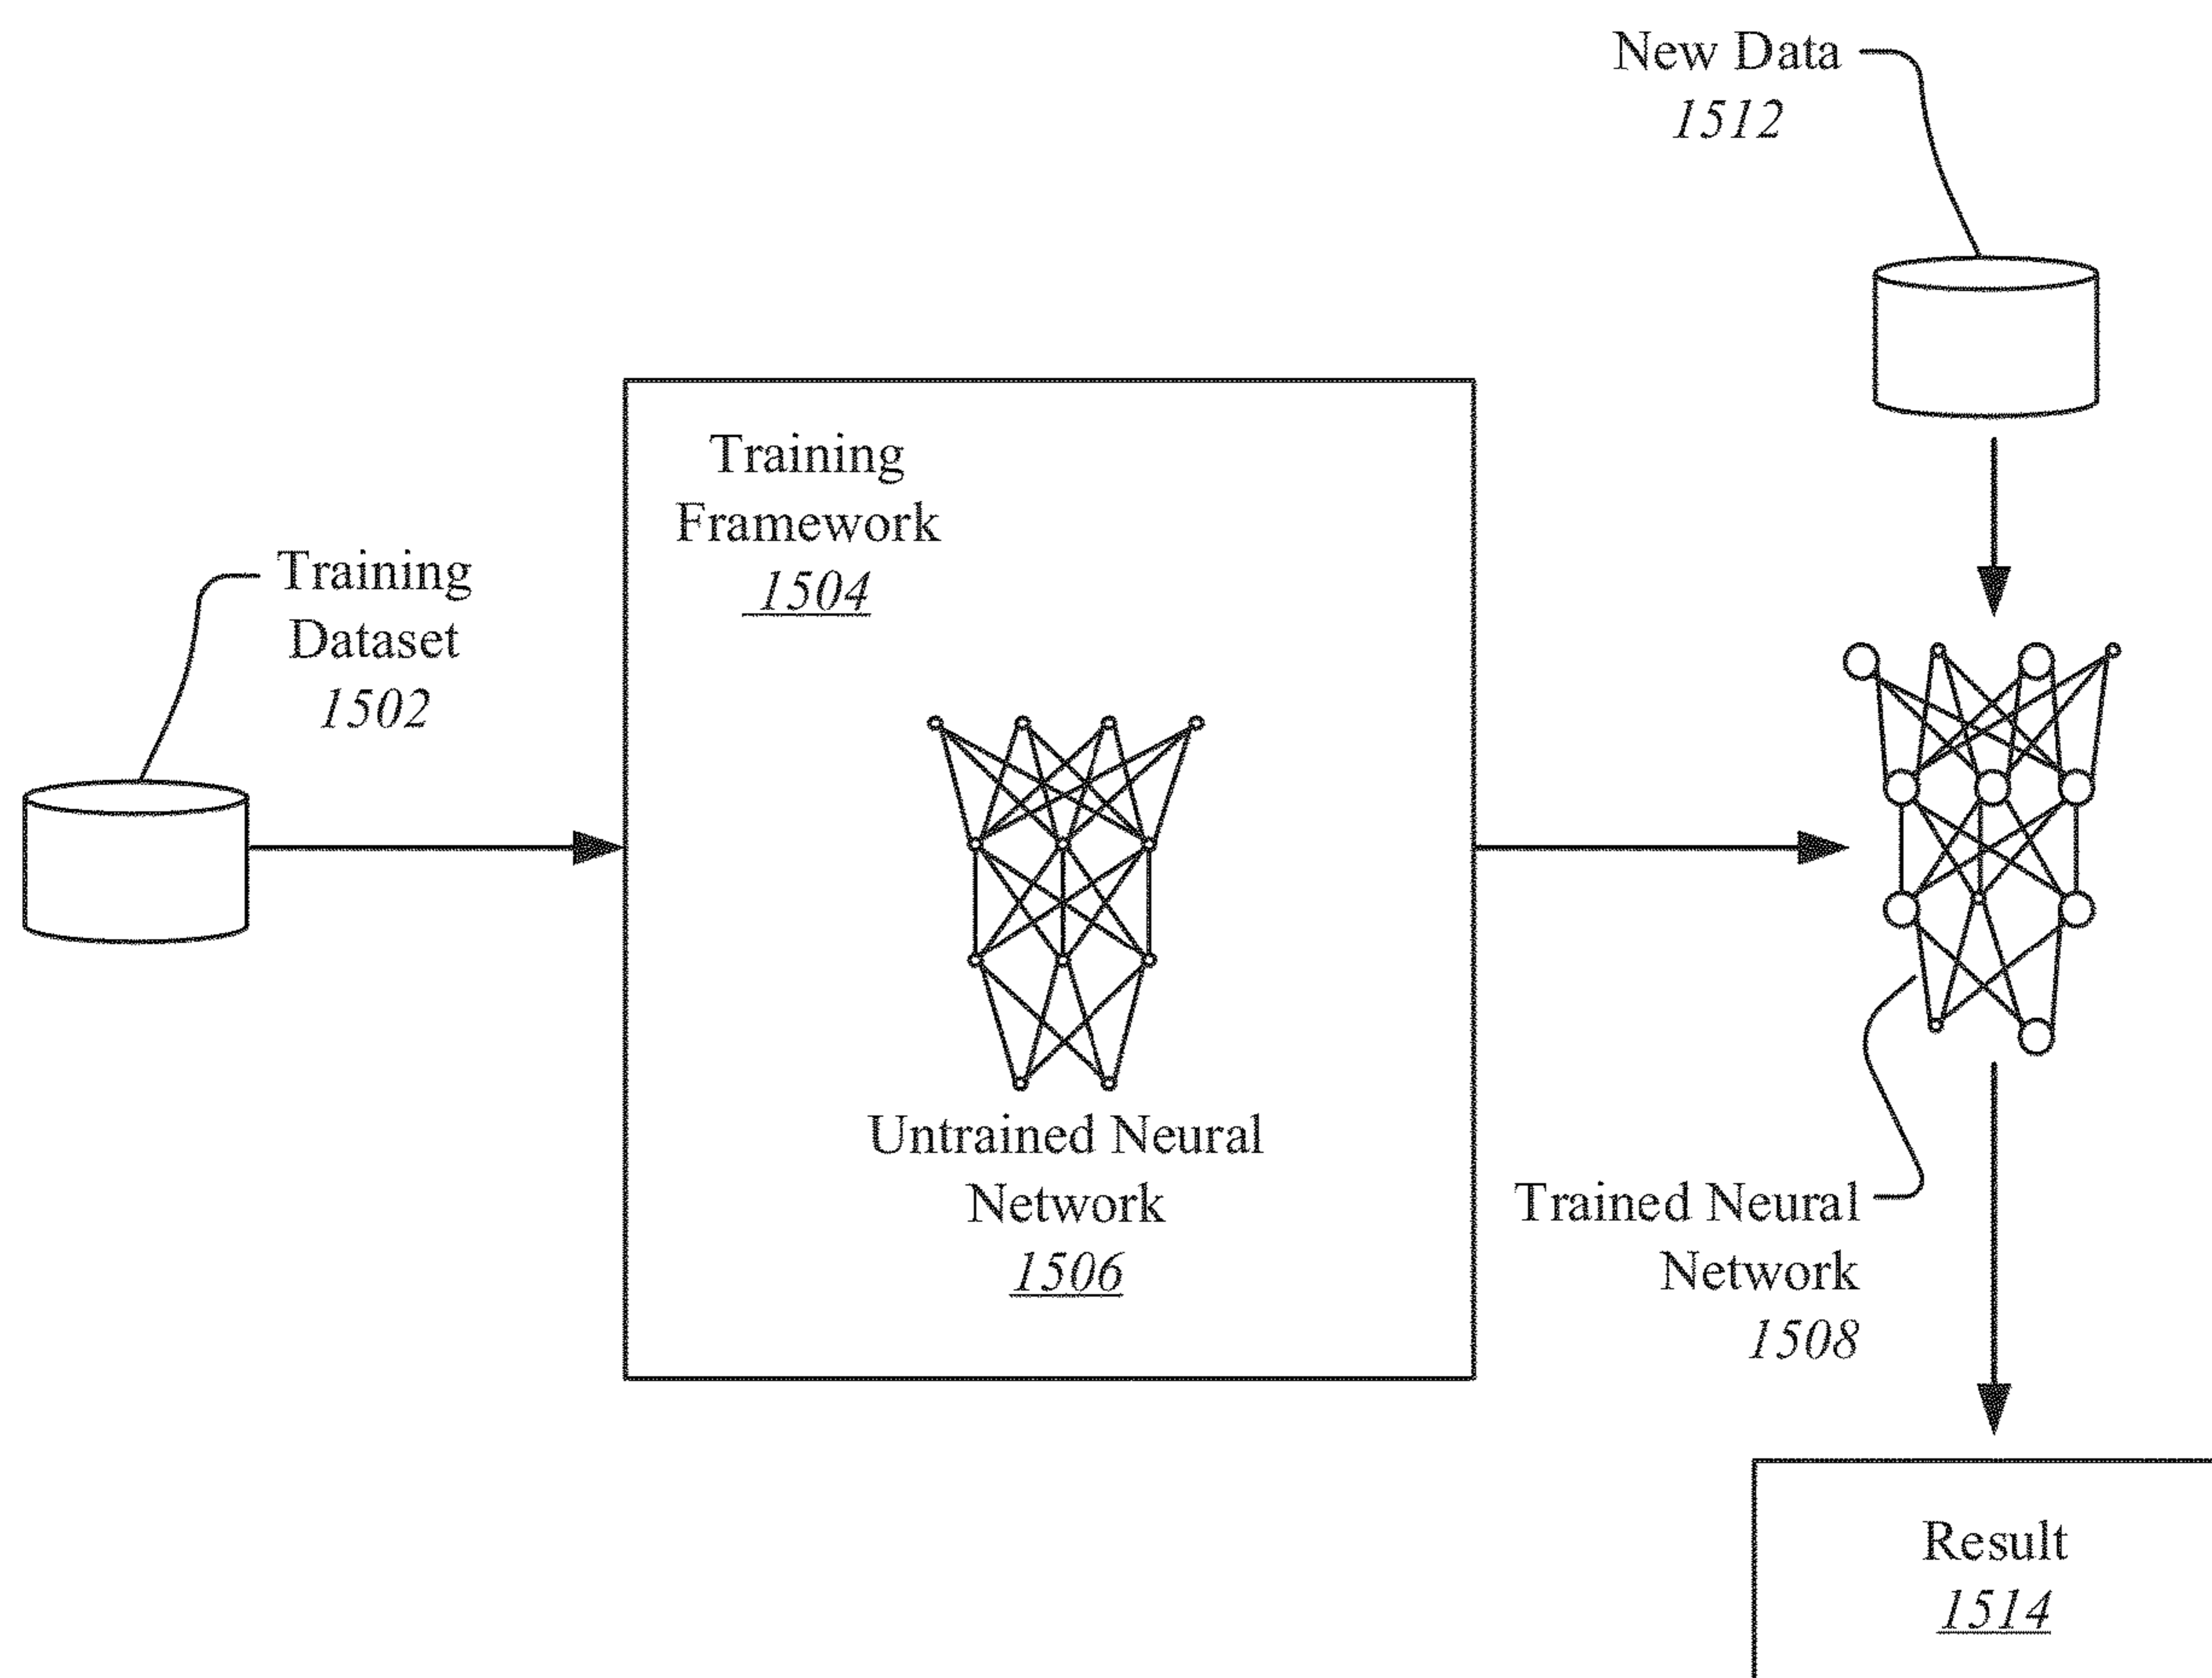 New Data
1512
Training
Framework
1504
Training
Dataset
1502
Untrained Neural
Network
1506
Trained Neural
Network
1508
Result
1514